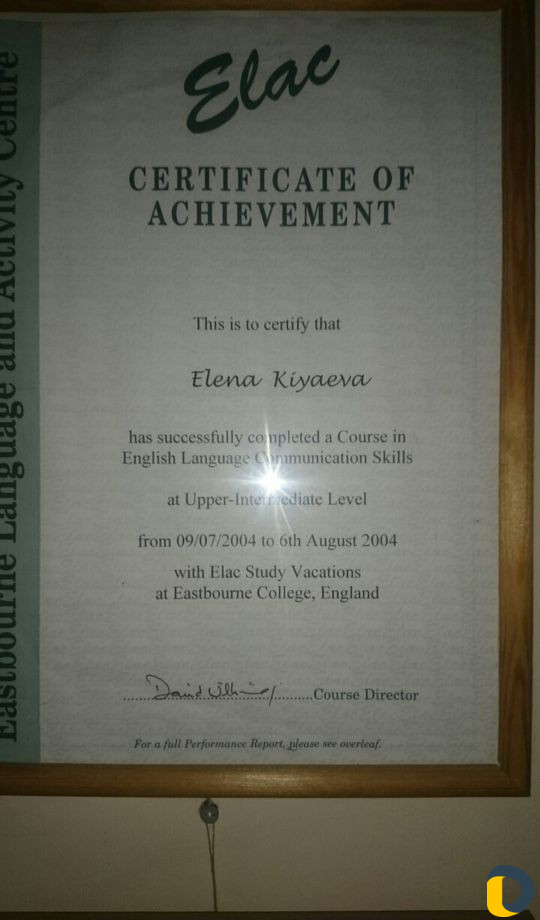 Eastbourne Language and Activity Centre
Elac
CERTIFICATE OF
ACHIEVEMENT
This is to certify that
Elena Kiyaeva
has successfully completed a Course in
English Language Communication Skills
at Upper-Intermediate Level
from 09/07/2004 to 6th August 2004
with Elac Study Vacations
at Eastbourne College, England
Course Director
For a full Performance Report, please see overleaf.